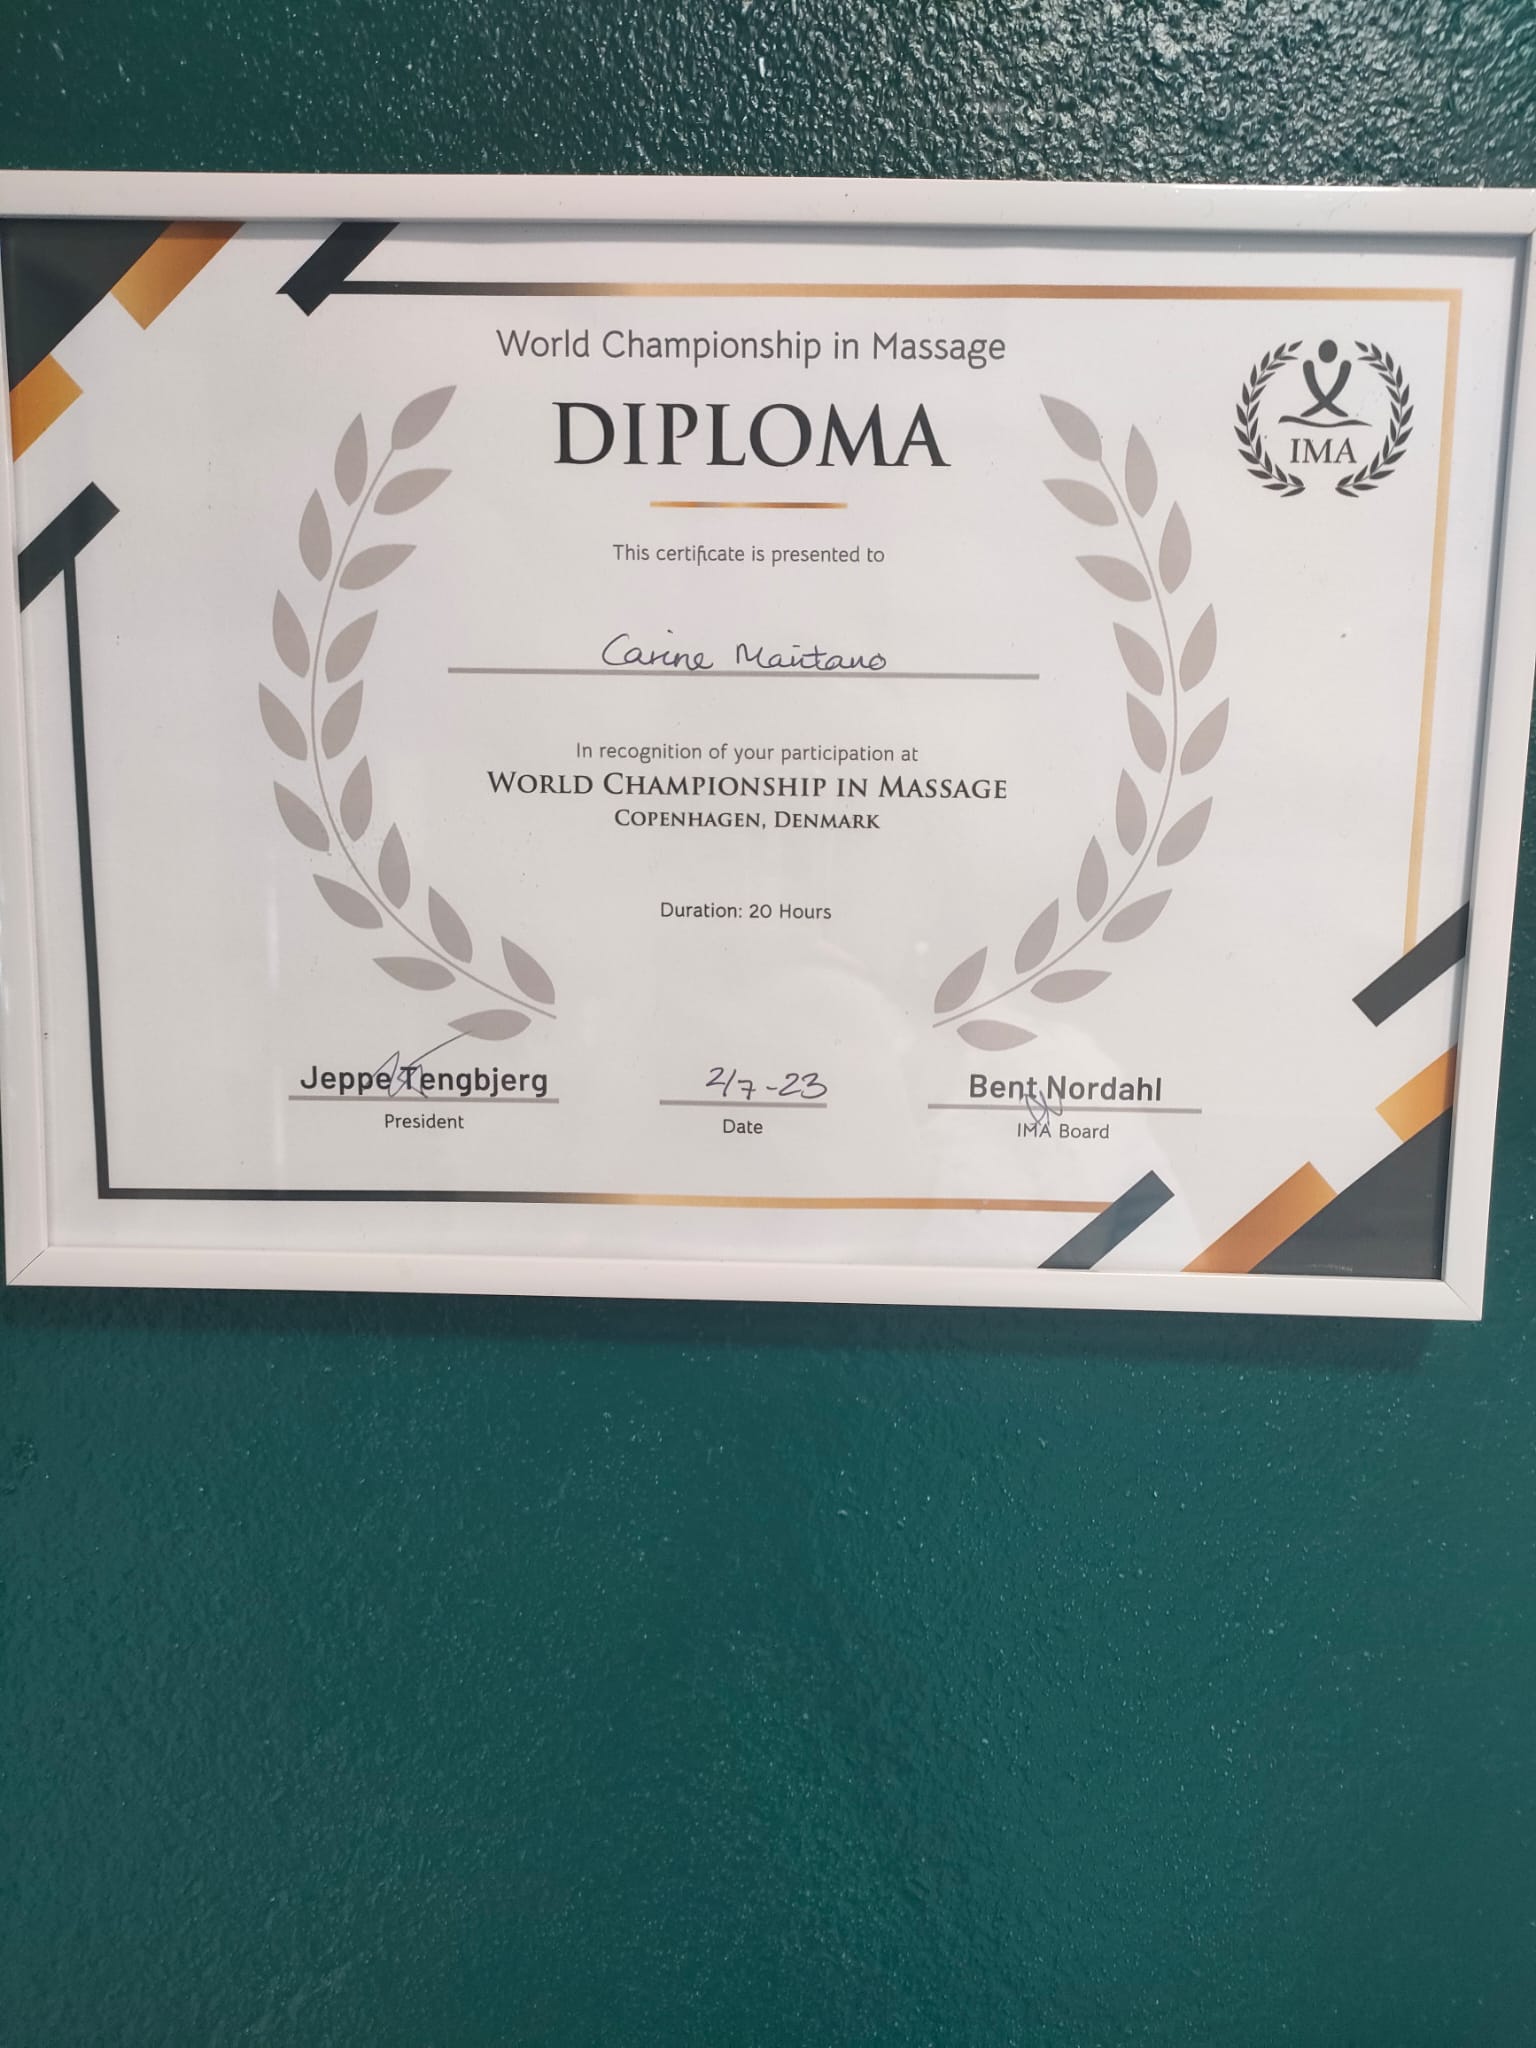 World Championship in Massage
DIPLOMA
IMA
This certificate is presented to
Carine
In recognition of your participation at
WORLD CHAMPIONSHIP IN MASSAGE
COPENHAGEN, DENMARK
Duration: 20 Hours
Jeppe Tengbjerg
President
2/7-23
Date
Bent Nordahl
IMA Board